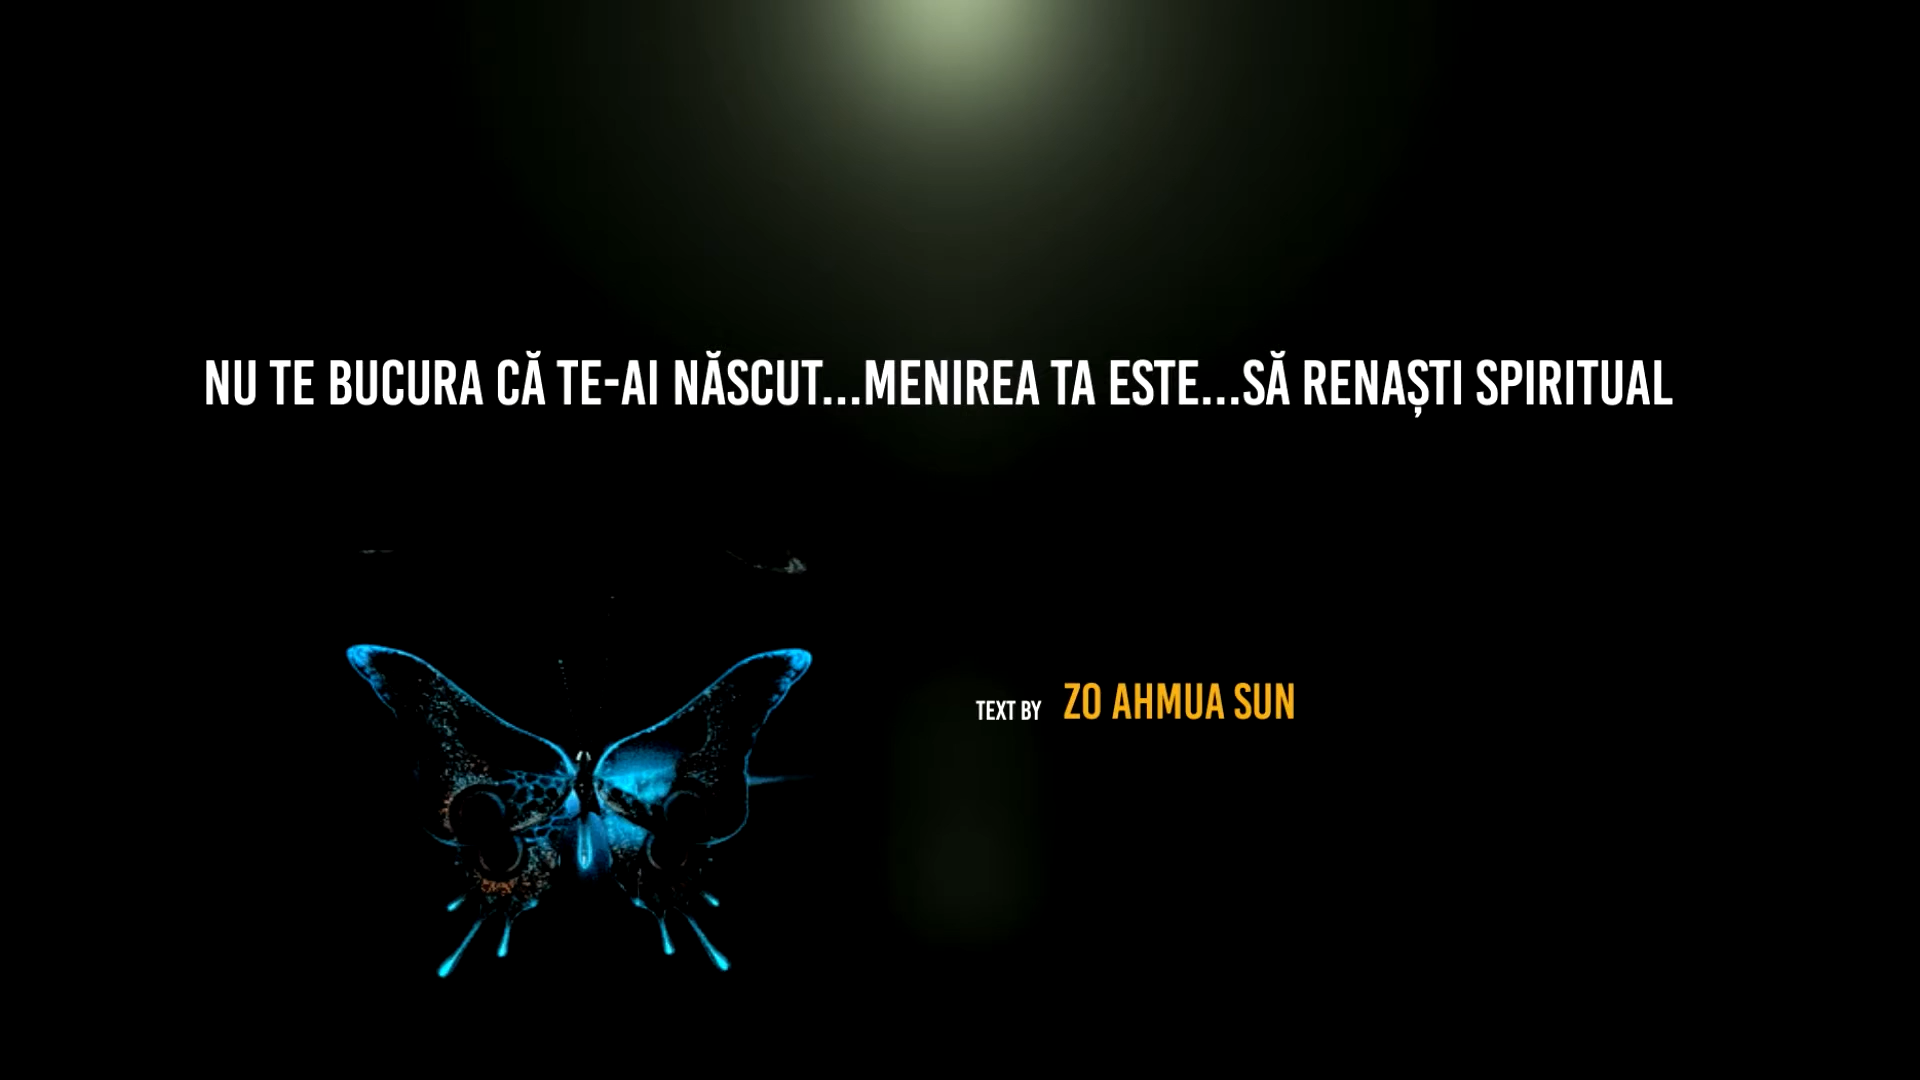 NU TE BUCURA CĂ TE-AI NĂSCUT...MENIREA TA ESTE...SĂ RENAȘTI SPIRITUAL
TEXT BY ZO AHMUA SUN